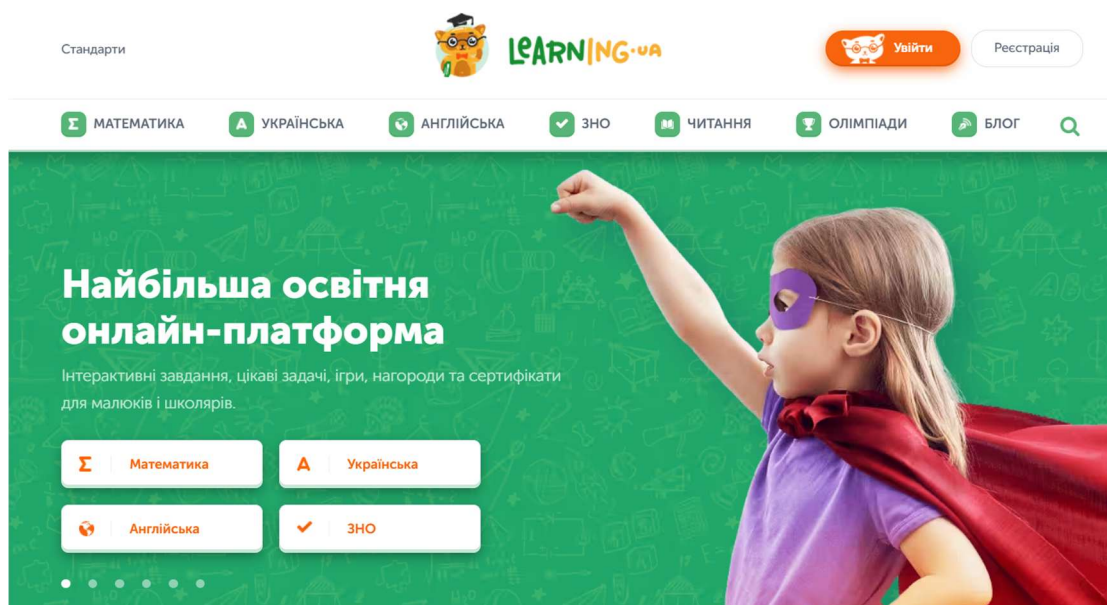 Стандарти
LeARNING·UA
Увійти
Реєстрація
МАТЕМАТИКА
УКРАЇНСЬКА
АНГЛІЙСЬКА
ЗНО
ЧИТАННЯ
ОЛІМПІАДИ
БЛОГ
Найбільша освітня
онлайн-платформа
Інтерактивні завдання, цікаві задачі, ігри, нагороди та сертифікати
для малюків і школярів.
Σ Математика
А Українська
Англійська
ЗНО